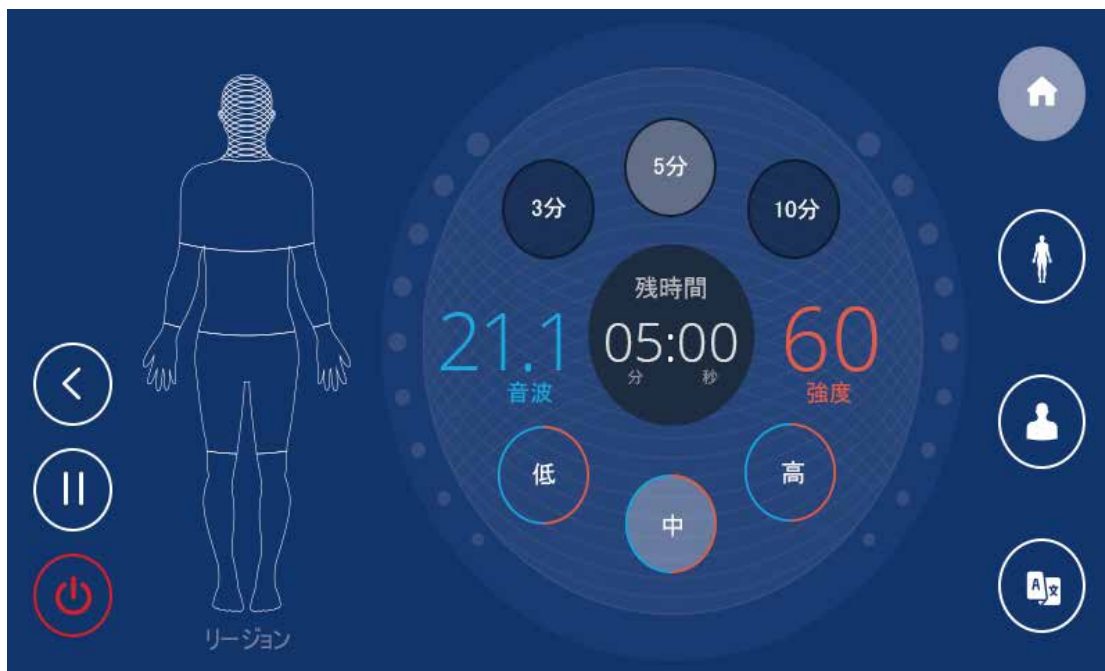 5分
3分
10分
残時間
21.1
05:00
60
分
秒
音波
強度
低
高
中
A
文
リージョン